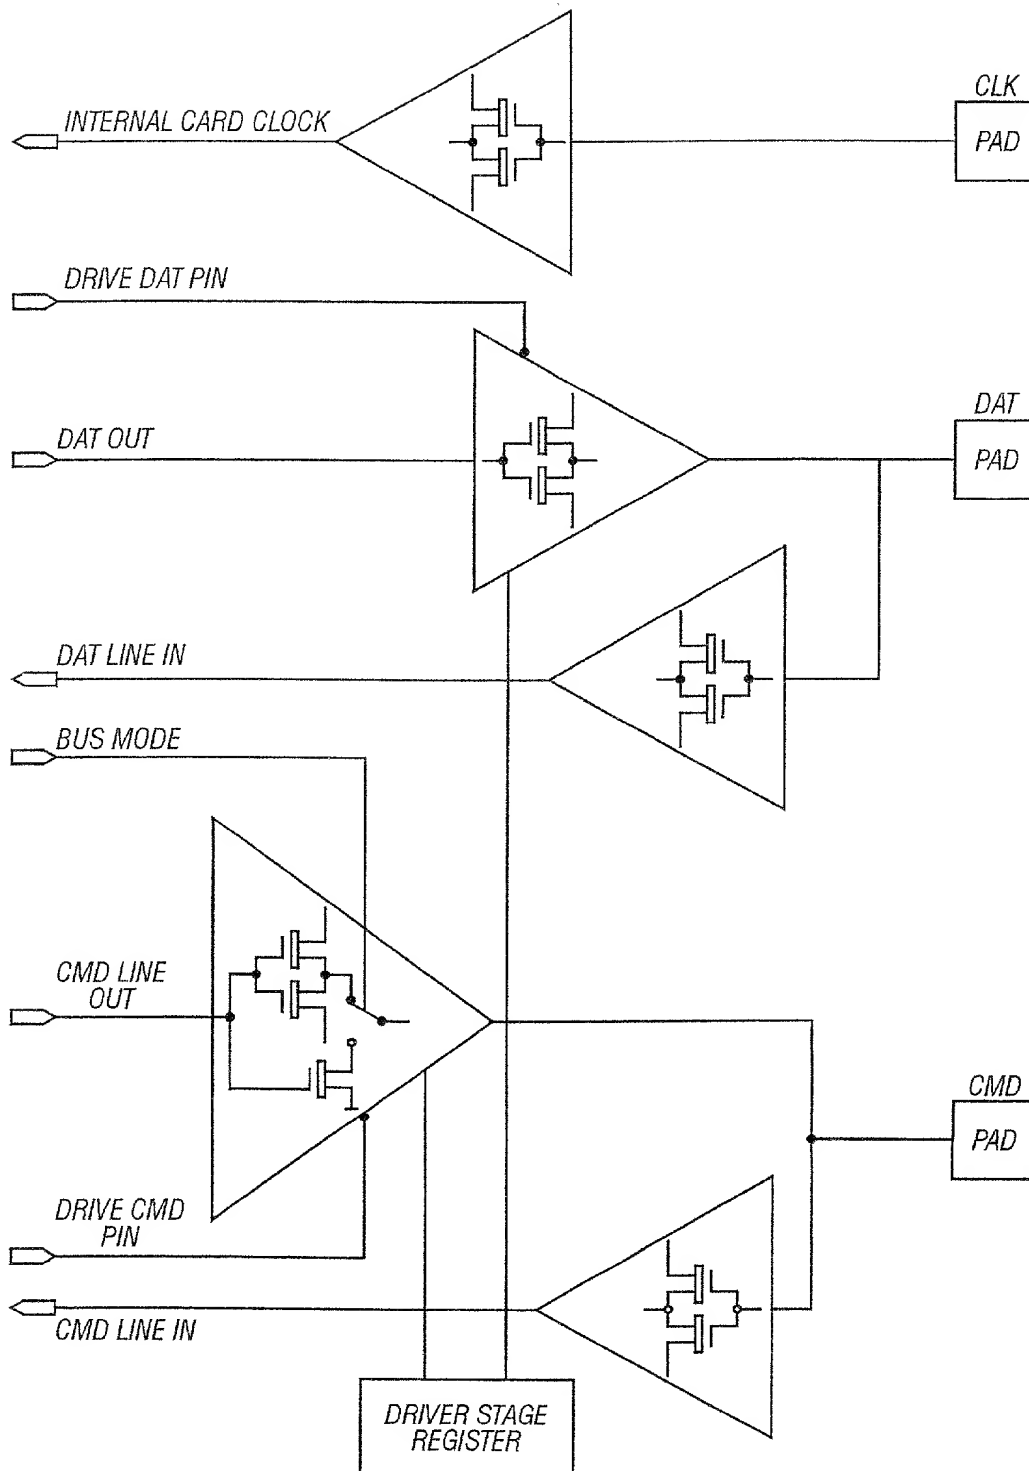 CLK
INTERNAL CARD CLOCK
PAD
DRIVE DAT PIN
DAT
DAT OUT
PAD
DAT LINE IN
BUS MODE
CMD LINE
OUT
CMD
PAD
DRIVE CMD
PIN
CMD LINE IN
DRIVER STAGE
REGISTER